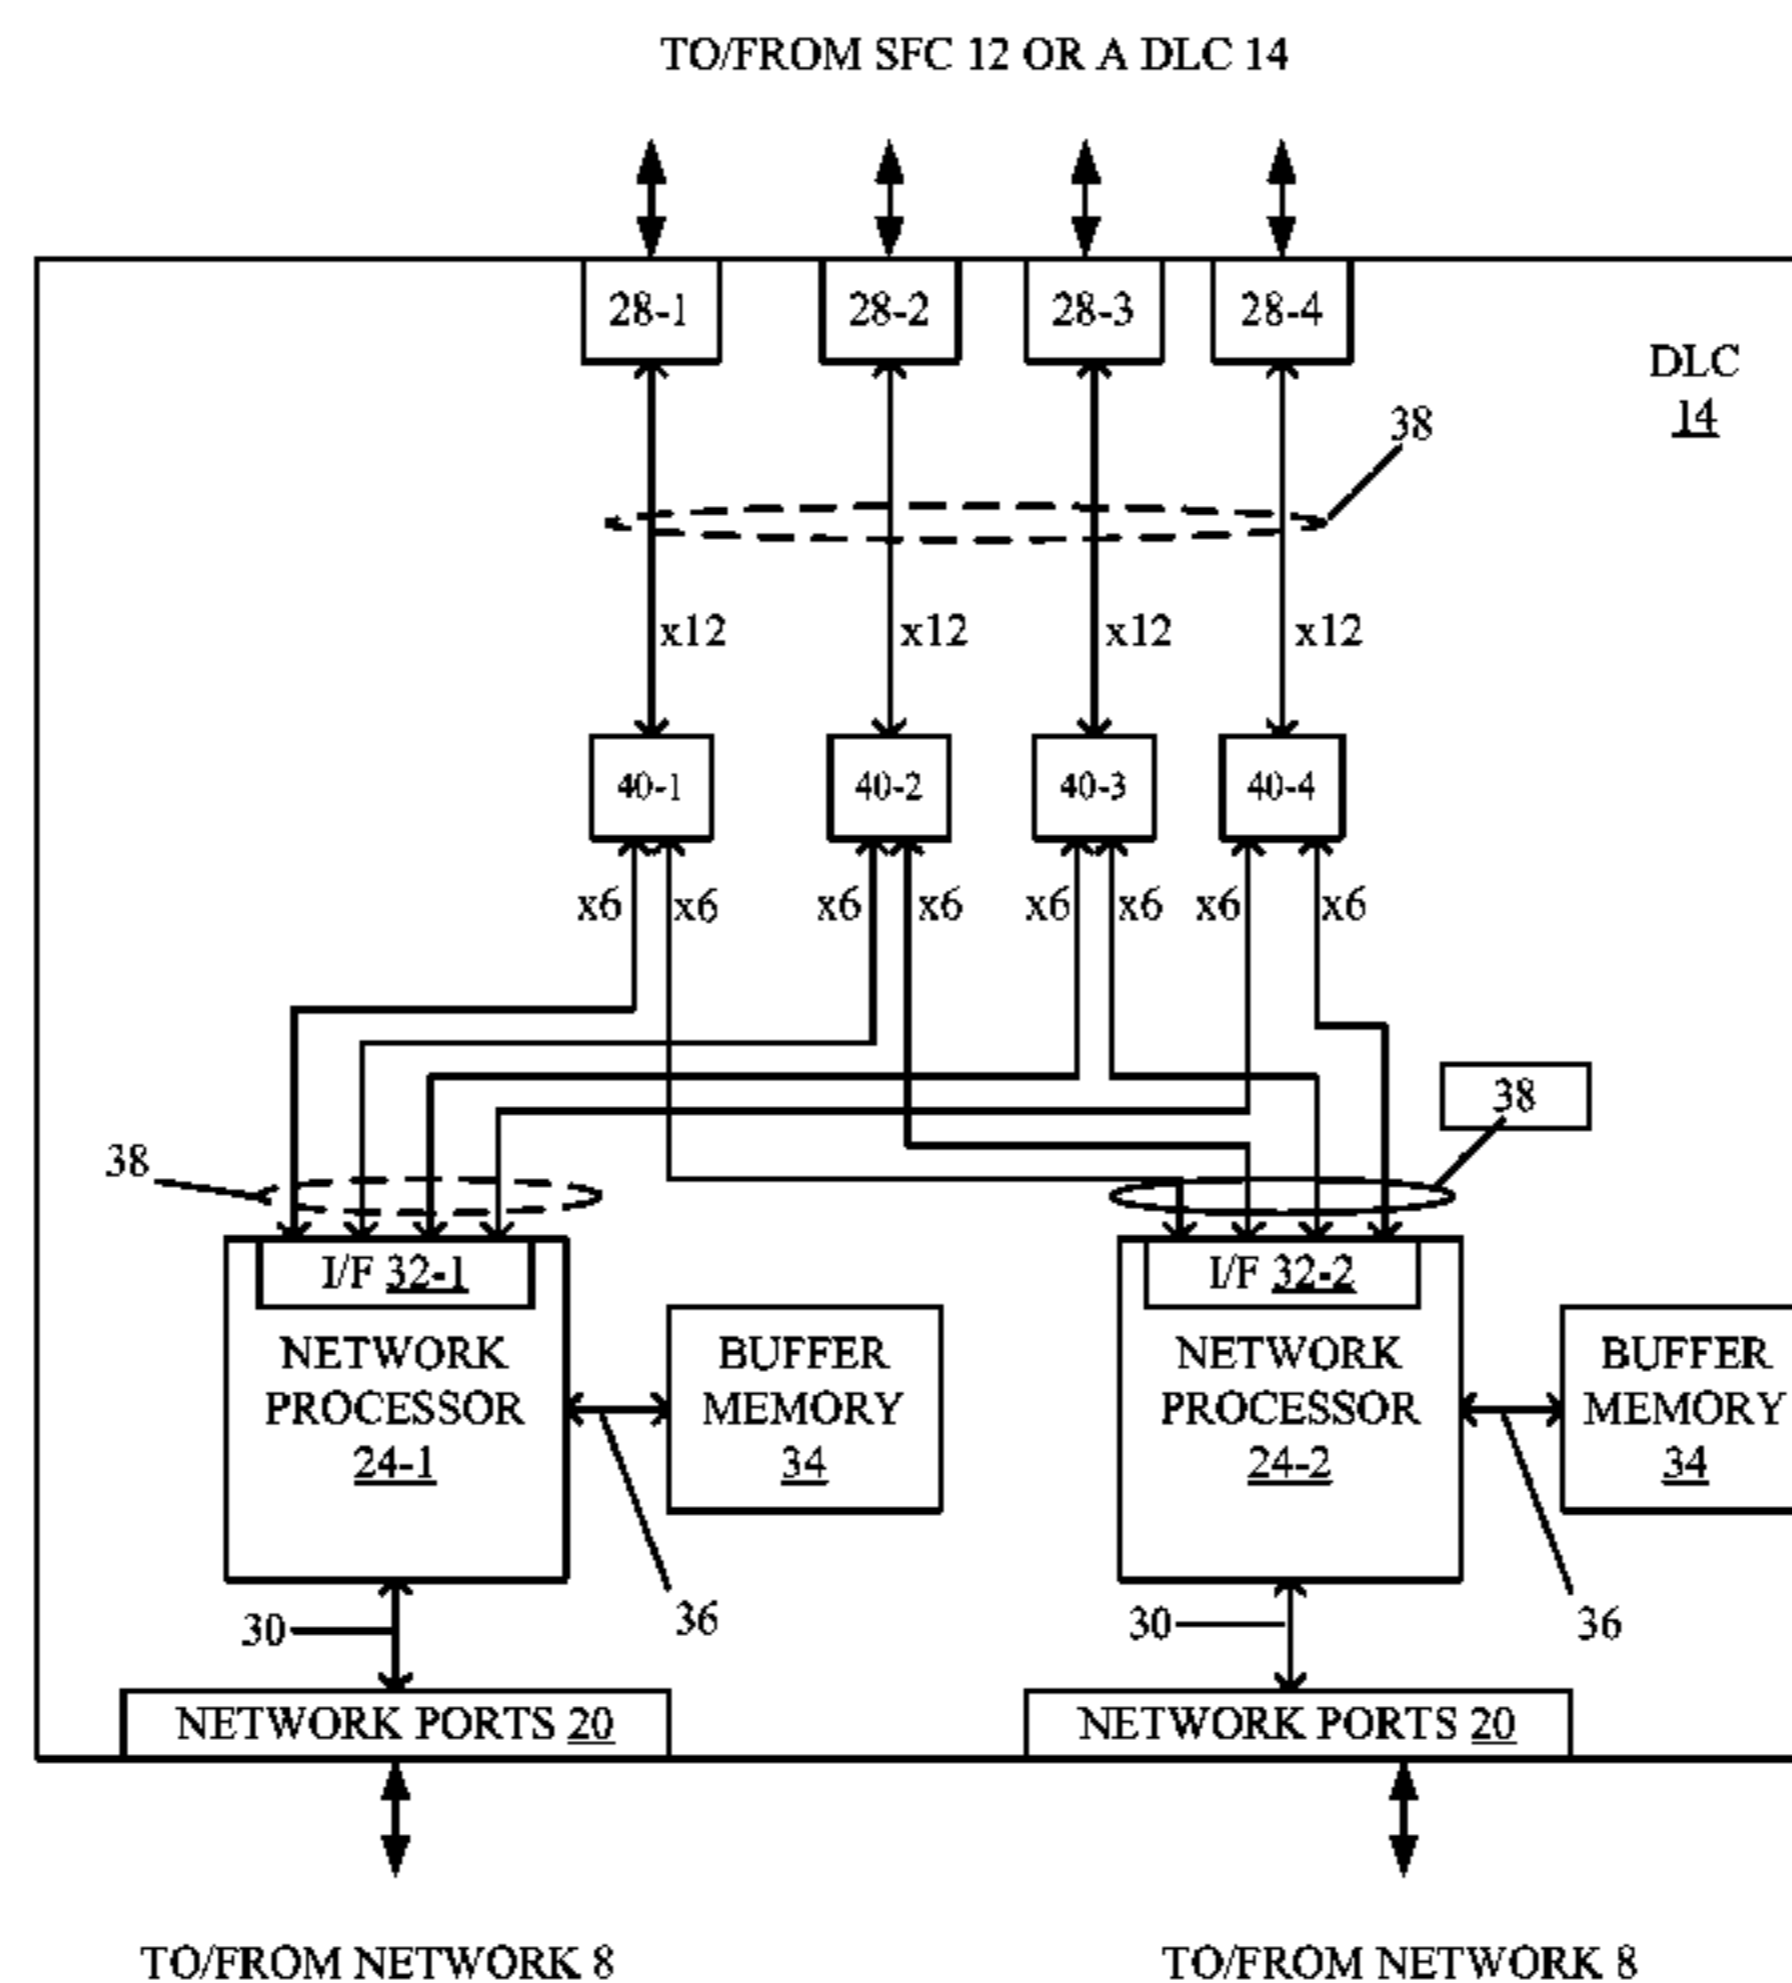 TO/FROM SFC 12 OR A DLC 14
28-1 28-2 28-3 28-4
DLC
14
38
x12 x12 x12 x12
40-1 40-2 40-3 40-4
x6 x6 x6 x6 x6 x6 x6 x6
38
38
I/F 32-1
NETWORK
PROCESSOR
24-1
BUFFER
MEMORY
34
I/F 32-2
NETWORK
PROCESSOR
24-2
BUFFER
MEMORY
34
30
36
30
36
NETWORK PORTS 20
NETWORK PORTS 20
TO/FROM NETWORK 8
TO/FROM NETWORK 8